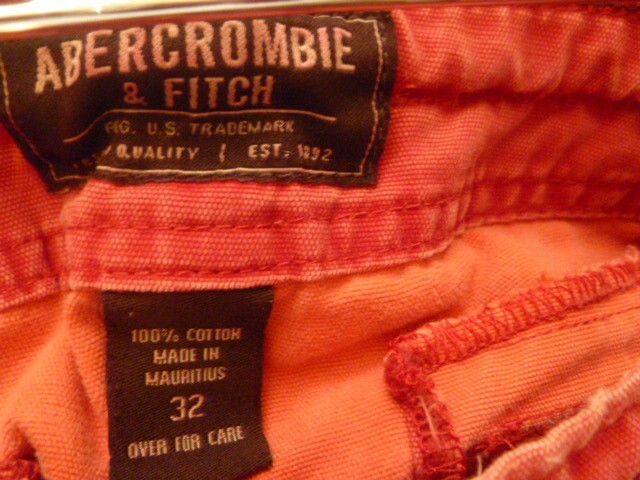 ABERCROMBIE
& FITCH
REG. U.S. TRADEMARK
QUALITY EST. 1892
100% COTTON
MADE IN
MAURITIUS
32
OVER FOR CARE